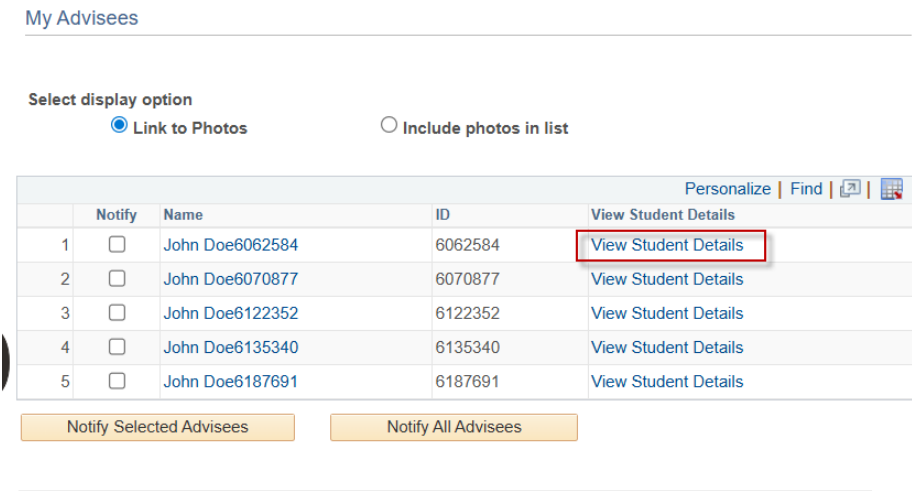 My Advisees
Select display option
Link to Photos Include photos in list
Personalize | Find | |
Notify Name ID View Student Details
1 John Doe6062584 6062584 View Student Details
2 John Doe6070877 6070877 View Student Details
3 John Doe6122352 6122352 View Student Details
4 John Doe6135340 6135340 View Student Details
5 John Doe6187691 6187691 View Student Details
Notify Selected Advisees Notify All Advisees